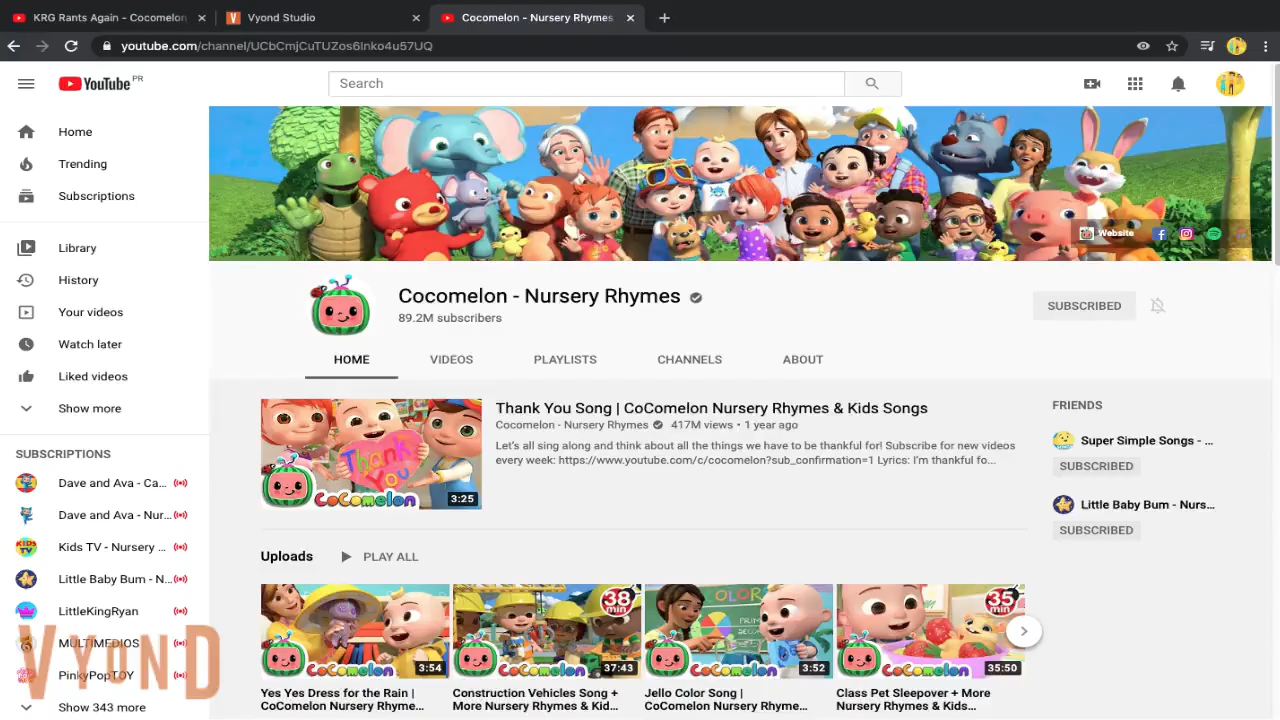 KRG Rants Again - Cocomelon
Vyond Studio
Cocomelon - Nursery Rhymes
youtube.com/channel/UCbCmjCuTUZos6Inko4u57UQ
YouTube PR
Search
Home
Trending
Subscriptions
Library
History
Your videos
Watch later
Liked videos
Show more
SUBSCRIPTIONS
Dave and Ava - Ca...
Dave and Ava - Nur...
Kids TV - Nursery ...
Little Baby Bum - N...
LittleKingRyan
MULTIMEDIOS
PinkyPopTOY
Show 343 more
VYOND
Website
Cocomelon - Nursery Rhymes
89.2M subscribers
SUBSCRIBED
HOME
VIDEOS
PLAYLISTS
CHANNELS
ABOUT
Thank You
CoComelon
3:25
Thank You Song | CoComelon Nursery Rhymes & Kids Songs
Cocomelon - Nursery Rhymes 417M views • 1 year ago
Let's all sing along and think about all the things we have to be thankful for! Subscribe for new videos
every week: https://www.youtube.com/c/cocomelon?sub_confirmation=1 Lyrics: I'm thankful fo...
FRIENDS
Super Simple Songs - ...
SUBSCRIBED
Little Baby Bum - Nurs...
SUBSCRIBED
Uploads
PLAY ALL
CoComelon
3:54
Yes Yes Dress for the Rain |
CoComelon Nursery Rhyme...
38 min
CoComelon
37:43
Construction Vehicles Song +
More Nursery Rhymes & Kid...
COLOR
CoComelon
3:52
Jello Color Song |
CoComelon Nursery Rhyme...
35 min
CoComelon
35:50
Class Pet Sleepover + More
Nursery Rhymes & Kids...